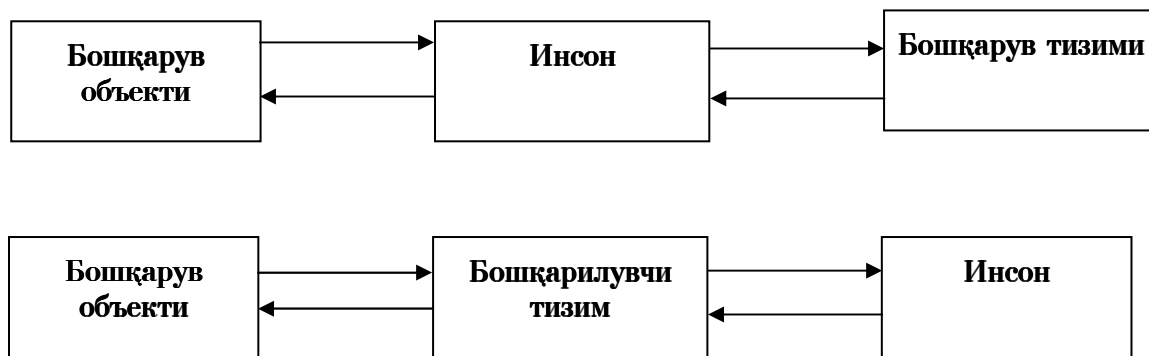 Бошқарув
объекти
Инсон
Бошқарув тизими
Бошқарув
объекти
Бошқарилувчи
тизим
Инсон